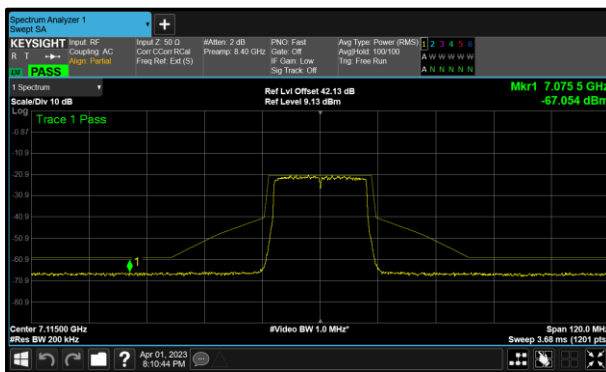 Spectrum Analyzer 1
Swept SA
+
KEYSIGHT
R T
PASS
Input: RF
Coupling: AC
Align: Partial
Input Z: 50 Ω
Corr CCorr RCal
Freq Ref: Ext (S)
#Atten: 2 dB
Preamp: 8.40 GHz
PNO: Fast
Gate: Off
IF Gain: Low
Sig Track: Off
Avg Type: Power (RMS)
Avg|Hold: 100/100
Trig: Free Run
1 2 3 4 5 6
A W W W W W
A N N N N N
1 Spectrum
Scale/Div 10 dB
Ref Lvl Offset 42.13 dB
Ref Level 9.13 dBm
Mkr1 7.075 5 GHz
-67.054 dBm
Log
Trace 1 Pass
-0.87
-10.9
-20.9
-30.9
-40.9
-50.9
-60.9
-70.9
-80.9
1
Center 7.11500 GHz
#Res BW 200 kHz
#Video BW 1.0 MHz*
Span 120.0 MHz
Sweep 3.68 ms (1201 pts)
?
Apr 01, 2023
8:10:44 PM